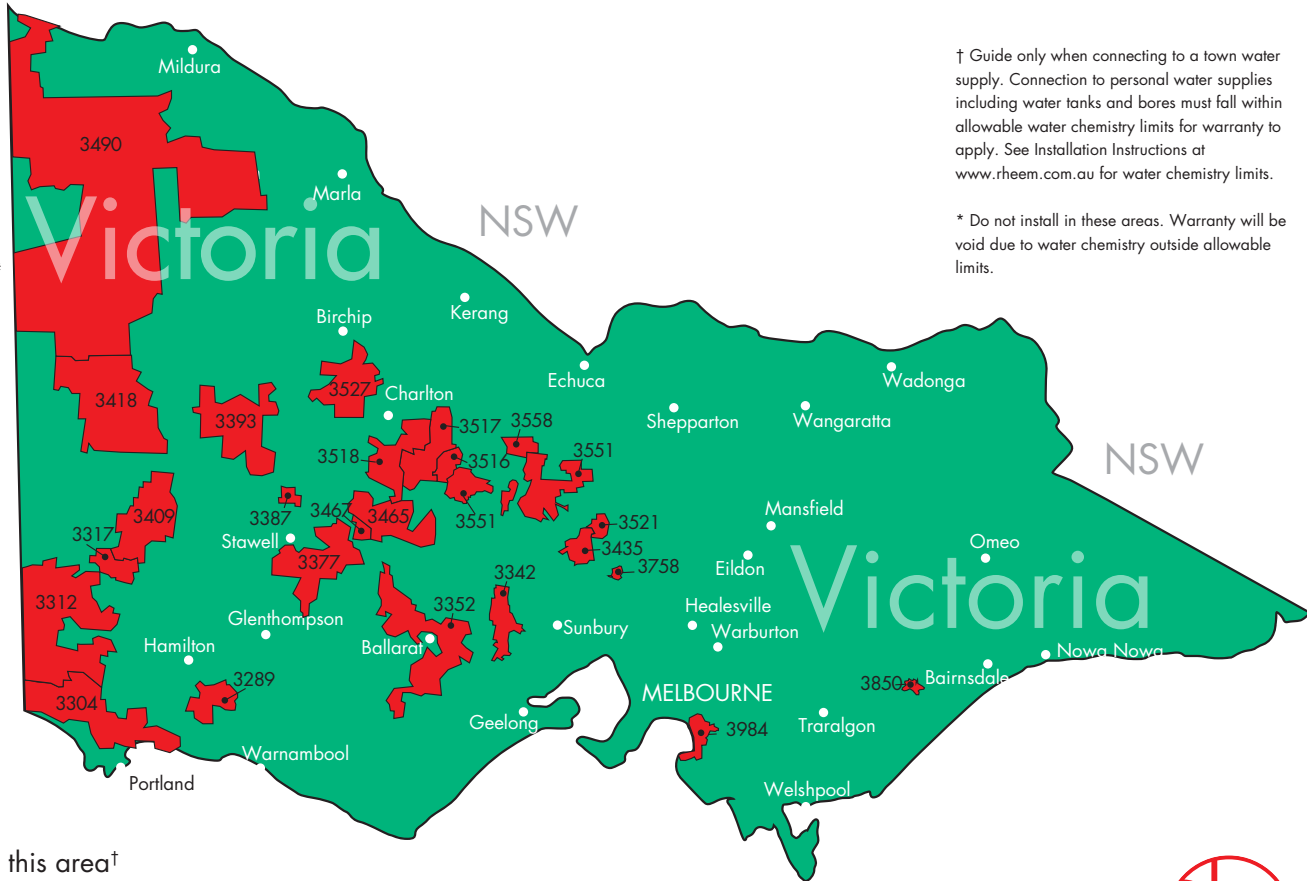 Mildura
† Guide only when connecting to a town water
supply. Connection to personal water supplies
including water tanks and bores must fall within
allowable water chemistry limits for warranty to
apply. See Installation Instructions at
www.rheem.com.au for water chemistry limits.
* Do not install in these areas. Warranty will be
void due to water chemistry outside allowable
limits.
3490
Marla
Victoria
NSW
Birchip
Kerang
Echuca
Wadonga
3527
Charlton
3418
3393
Shepparton
Wangaratta
3517
3558
3518
3516
3551
NSW
3387
3467
3465
3551
Mansfield
3409
3317
Stawell
3377
3521
3435
3758
Eildon
Omeo
3342
Victoria
3312
3352
Healesville
Glenthompson
Sunbury
Warburton
Hamilton
Ballarat
Nowa Nowa
3289
3850
Bairnsdale
3304
MELBOURNE
Geelong
3984
Traralgon
Warnambool
Portland
Welshpool
this area†